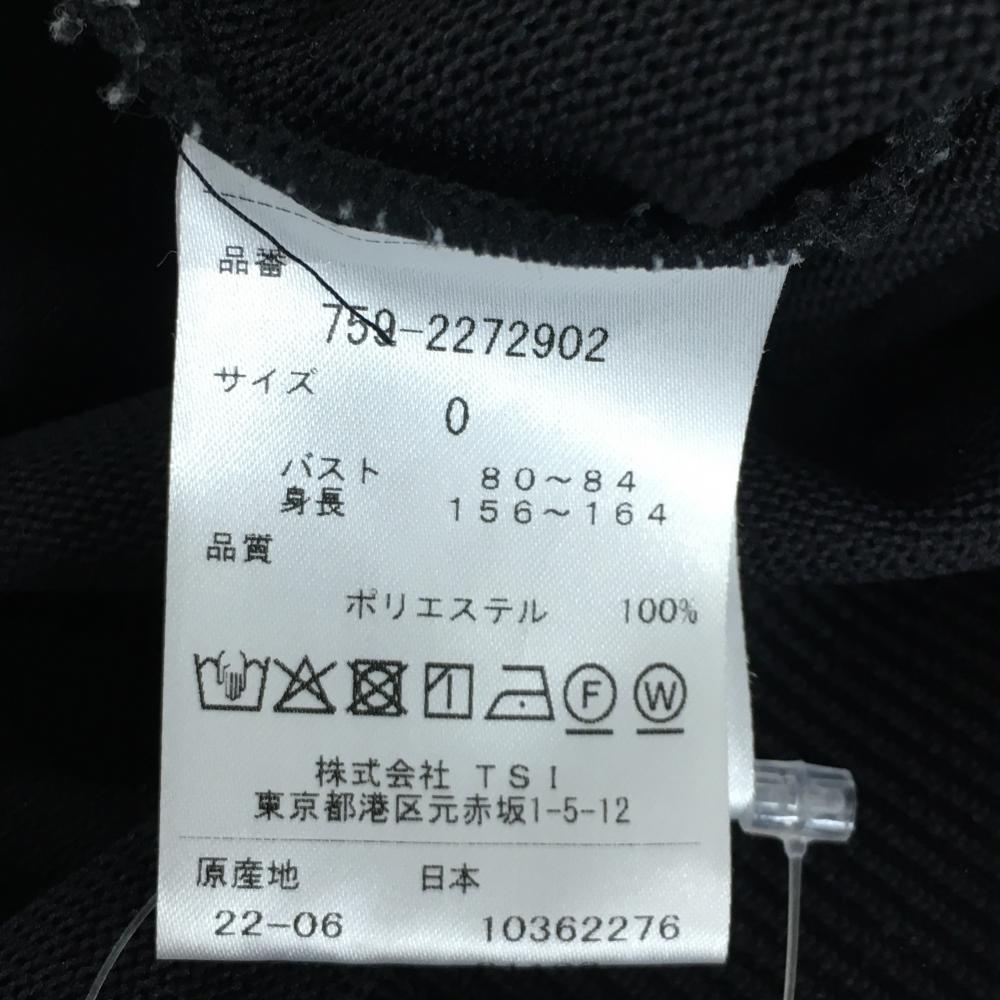 品番
759-2272902
サイズ
0
バスト 80～84
身長 156～164
品質
ポリエステル 100%
F W
株式会社 TSI
東京都港区元赤坂1-5-12
原産地 日本
22-06 10362276